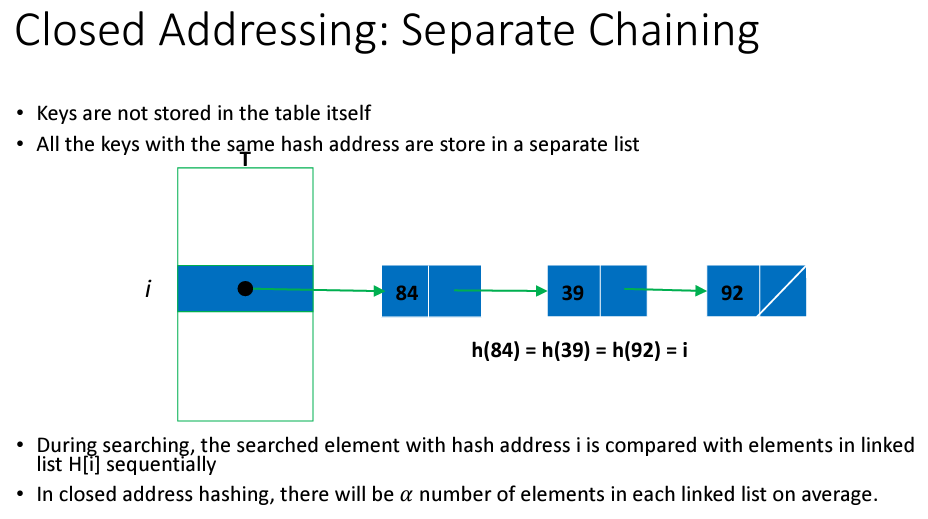 Closed Addressing: Separate Chaining
• Keys are not stored in the table itself
• All the keys with the same hash address are store in a separate list
T
i
84
39
92
h(84) = h(39) = h(92) = i
• During searching, the searched element with hash address i is compared with elements in linked
list H[i] sequentially
• In closed address hashing, there will be α number of elements in each linked list on average.